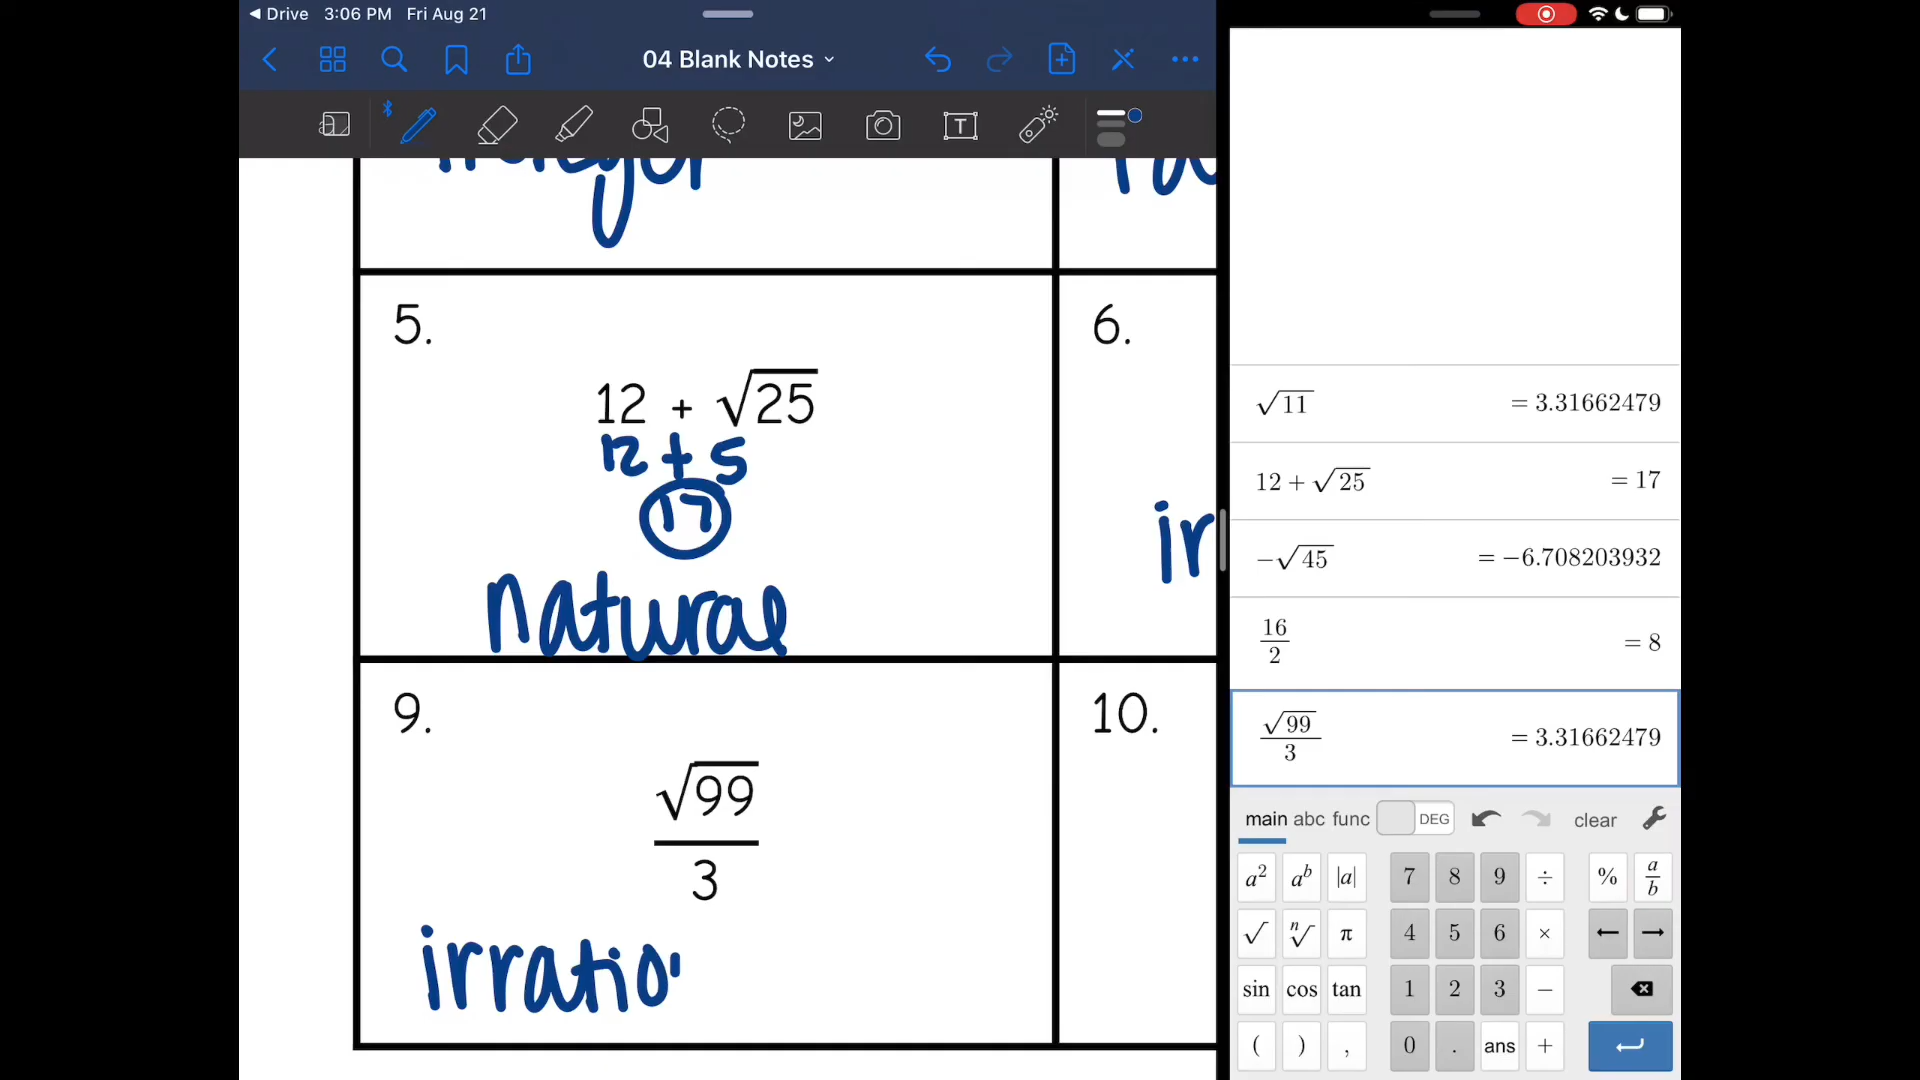 Drive 3:06 PM Fri Aug 21
04 Blank Notes
integer
5.
12 + √25
12 + 5
17
natural
6.
ir
9.
√99
3
irratio
10.
√11 = 3.31662479
12 + √25 = 17
−√45 = −6.708203932
16
2
= 8
√99
3
= 3.31662479
main abc func DEG clear
a² aᵇ |a| 7 8 9 ÷ % a/b
√ ⁿ√ π 4 5 6 × ← →
sin cos tan 1 2 3 −
( ) , 0 . ans +